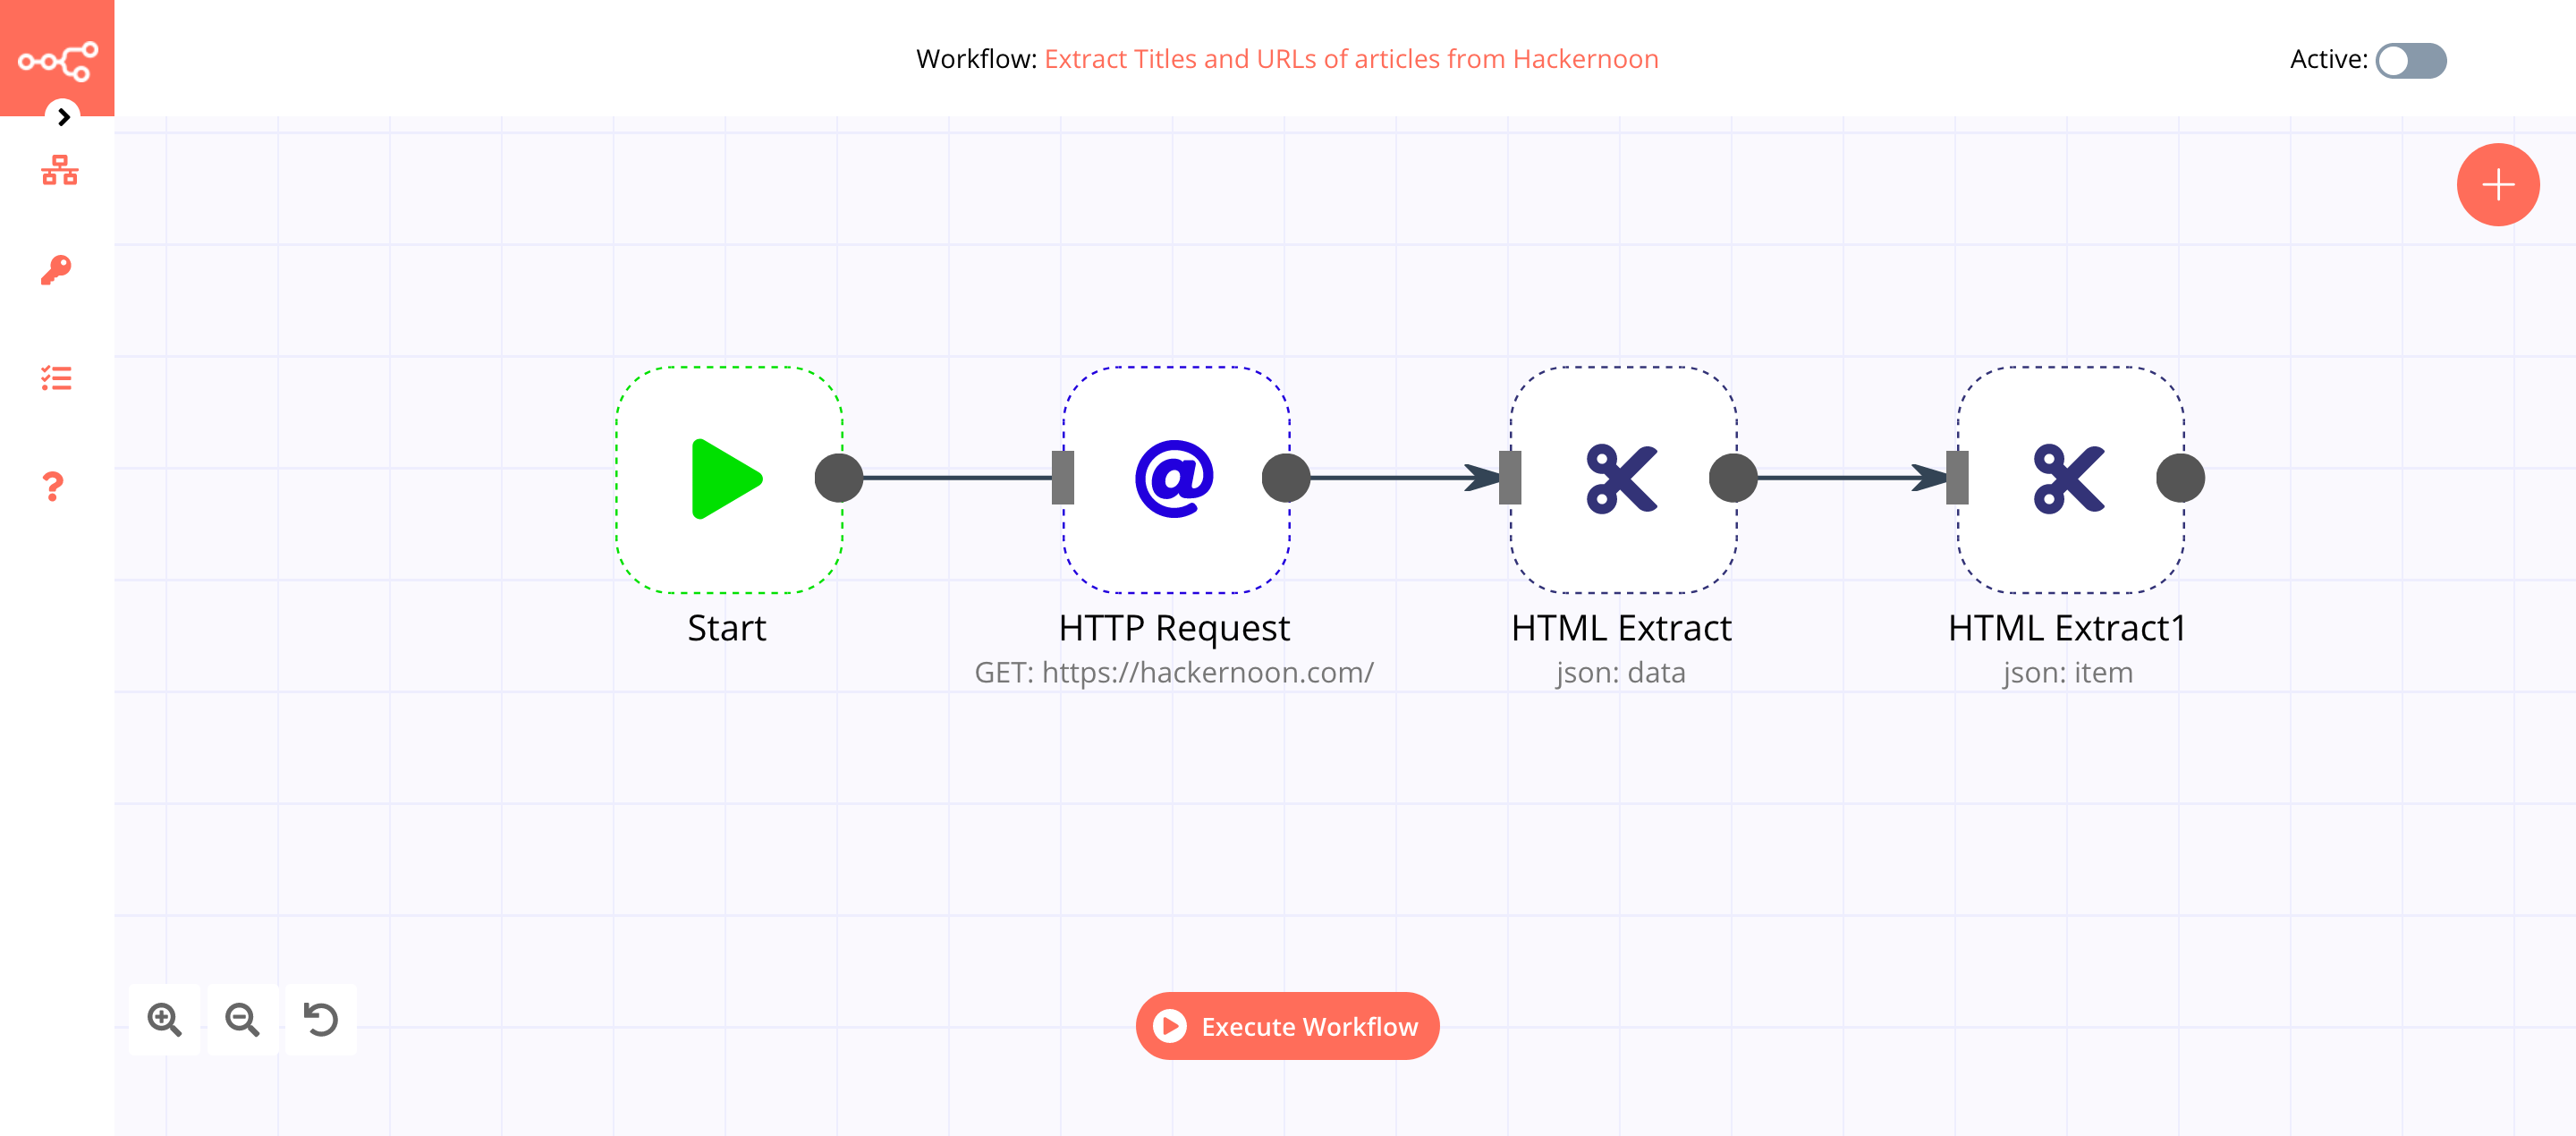 Workflow: Extract Titles and URLs of articles from Hackernoon
Active:
Start
HTTP Request
GET: https://hackernoon.com/
HTML Extract
json: data
HTML Extract1
json: item
Execute Workflow